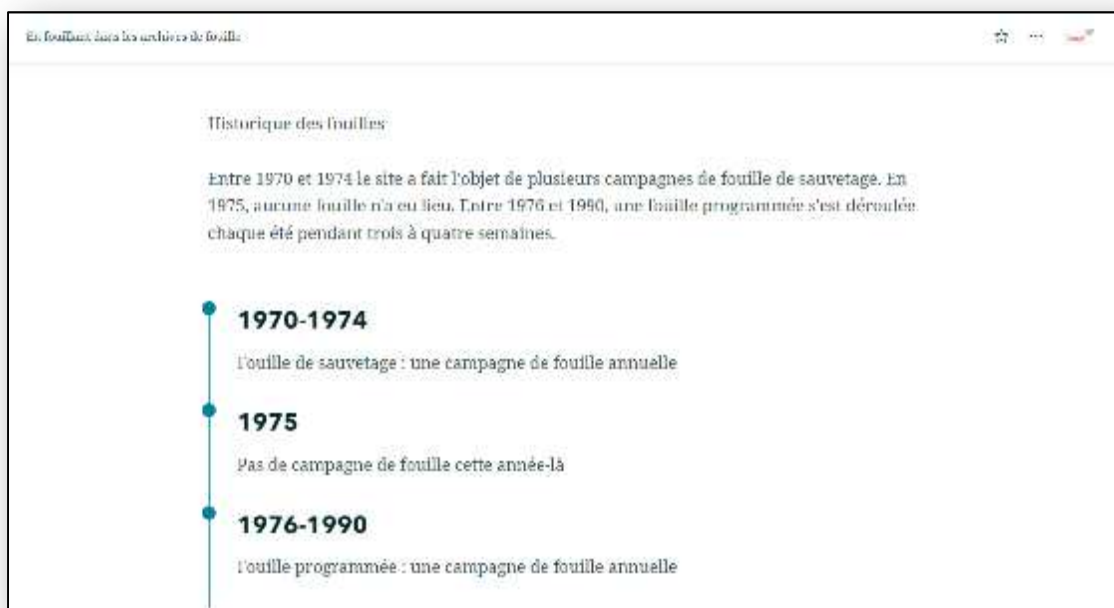 En fouillant dans les archives de fouille
Historique des fouilles
Entre 1970 et 1974 le site a fait l'objet de plusieurs campagnes de fouille de sauvetage. En
1975, aucune fouille n'a eu lieu. Entre 1976 et 1990, une fouille programmée s'est déroulée
chaque été pendant trois à quatre semaines.
1970-1974
Fouille de sauvetage : une campagne de fouille annuelle
1975
Pas de campagne de fouille cette année-là
1976-1990
Fouille programmée : une campagne de fouille annuelle